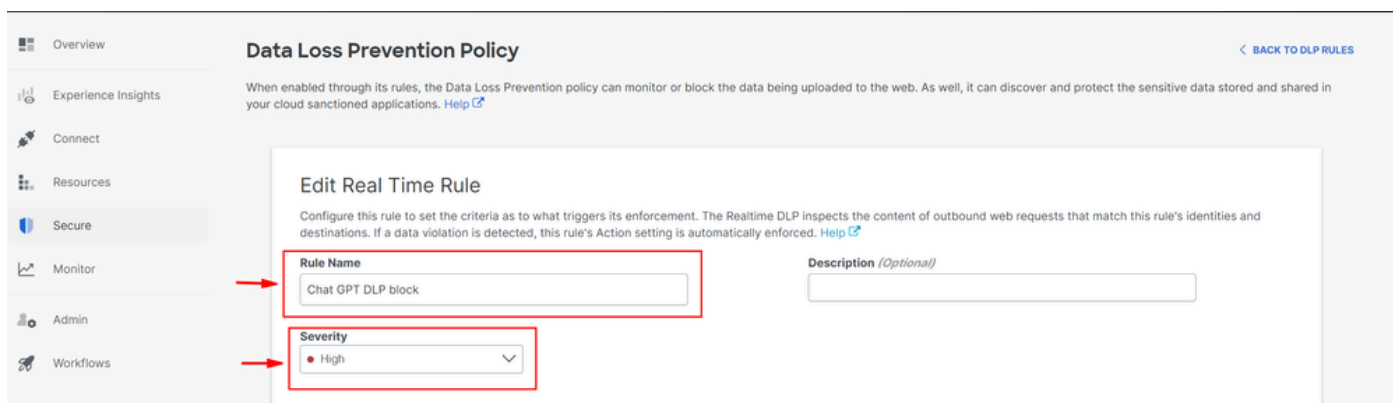 Overview
Experience Insights
Connect
Resources
Secure
Monitor
Admin
Workflows
Data Loss Prevention Policy
BACK TO DLP RULES
When enabled through its rules, the Data Loss Prevention policy can monitor or block the data being uploaded to the web. As well, it can discover and protect the sensitive data stored and shared in
your cloud sanctioned applications. Help
Edit Real Time Rule
Configure this rule to set the criteria as to what triggers its enforcement. The Realtime DLP inspects the content of outbound web requests that match this rule's identities and
destinations. If a data violation is detected, this rule's Action setting is automatically enforced. Help
Rule Name
Chat GPT DLP block
Description (Optional)
Severity
High